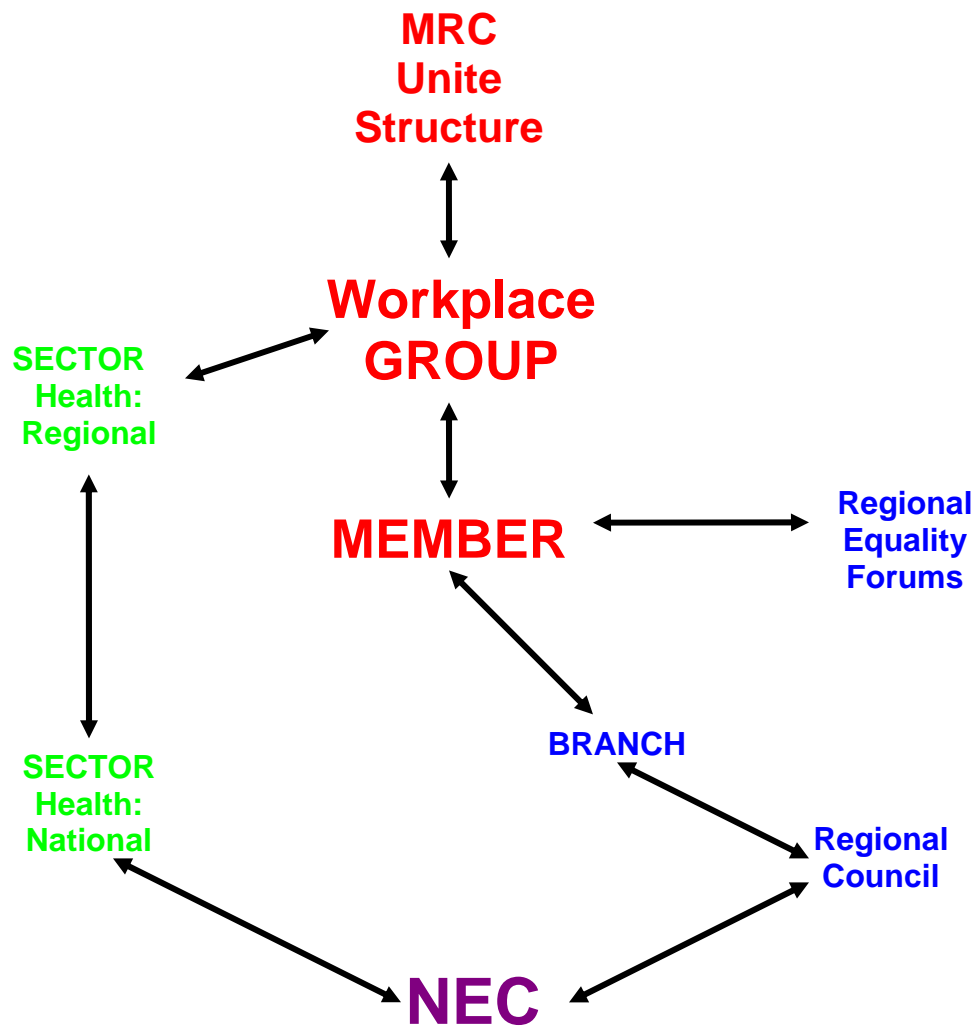 MRC
Unite
Structure
Workplace
GROUP
SECTOR
Health:
Regional
MEMBER
Regional
Equality
Forums
BRANCH
SECTOR
Health:
National
Regional
Council
NEC